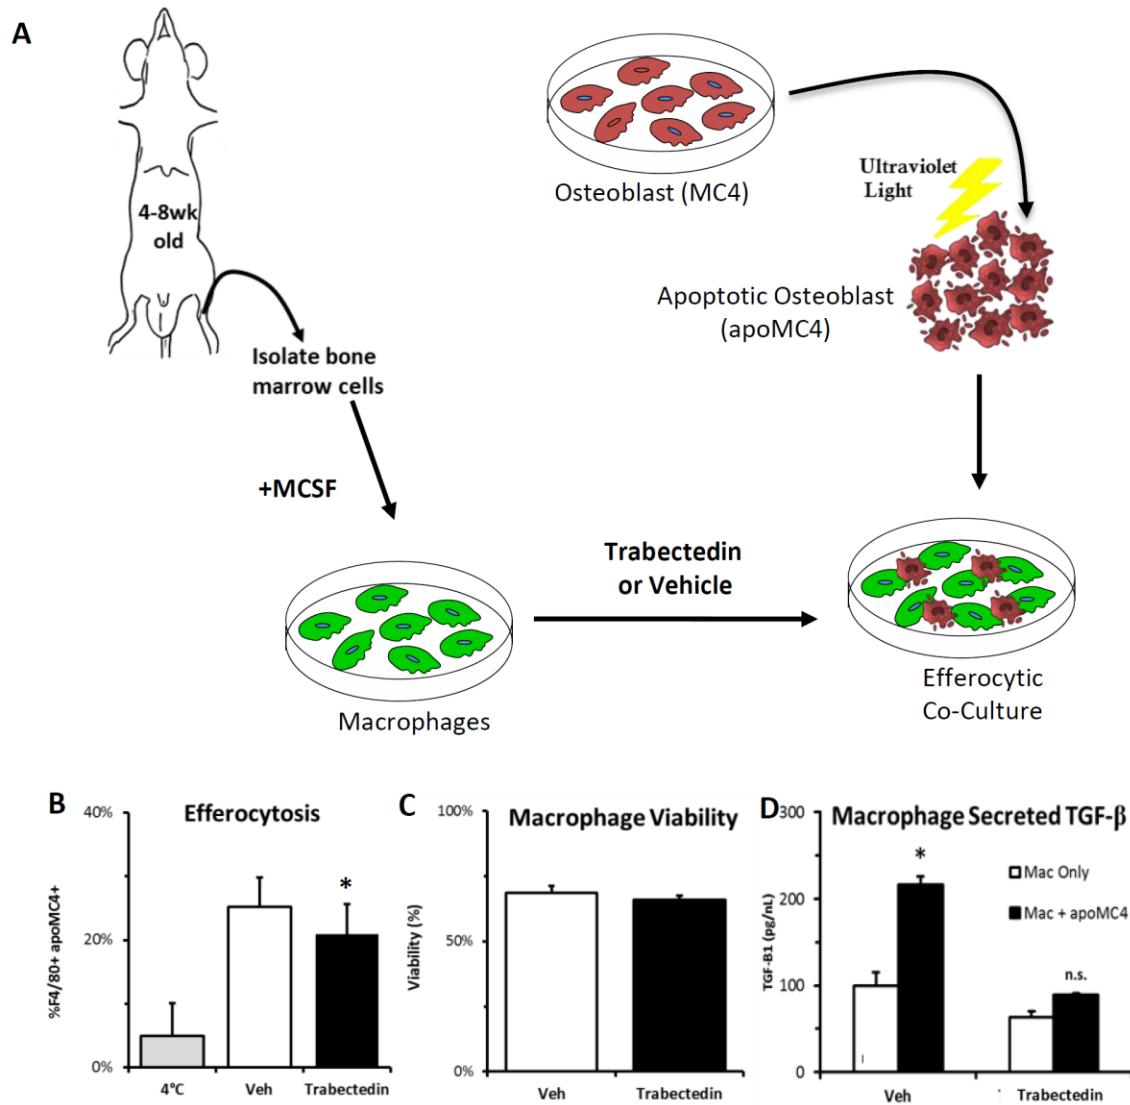 A
4-8wk
old
Isolate bone
marrow cells
+MCSF
Macrophages
Osteoblast (MC4)
Ultraviolet
Light
Apoptotic Osteoblast
(apoMC4)
Trabectedin
or Vehicle
Efferocytic
Co-Culture
B
Efferocytosis
%F4/80+ apoMC4+
40%
20%
0%
4°C
Veh
Trabectedin
*
C
Macrophage Viability
Viability (%)
100%
50%
0%
Veh
Trabectedin
D
Macrophage Secreted TGF-β
TGF-B1 (pg/nL)
300
200
100
0
*
n.s.
Mac Only
Mac + apoMC4
Veh
Trabectedin